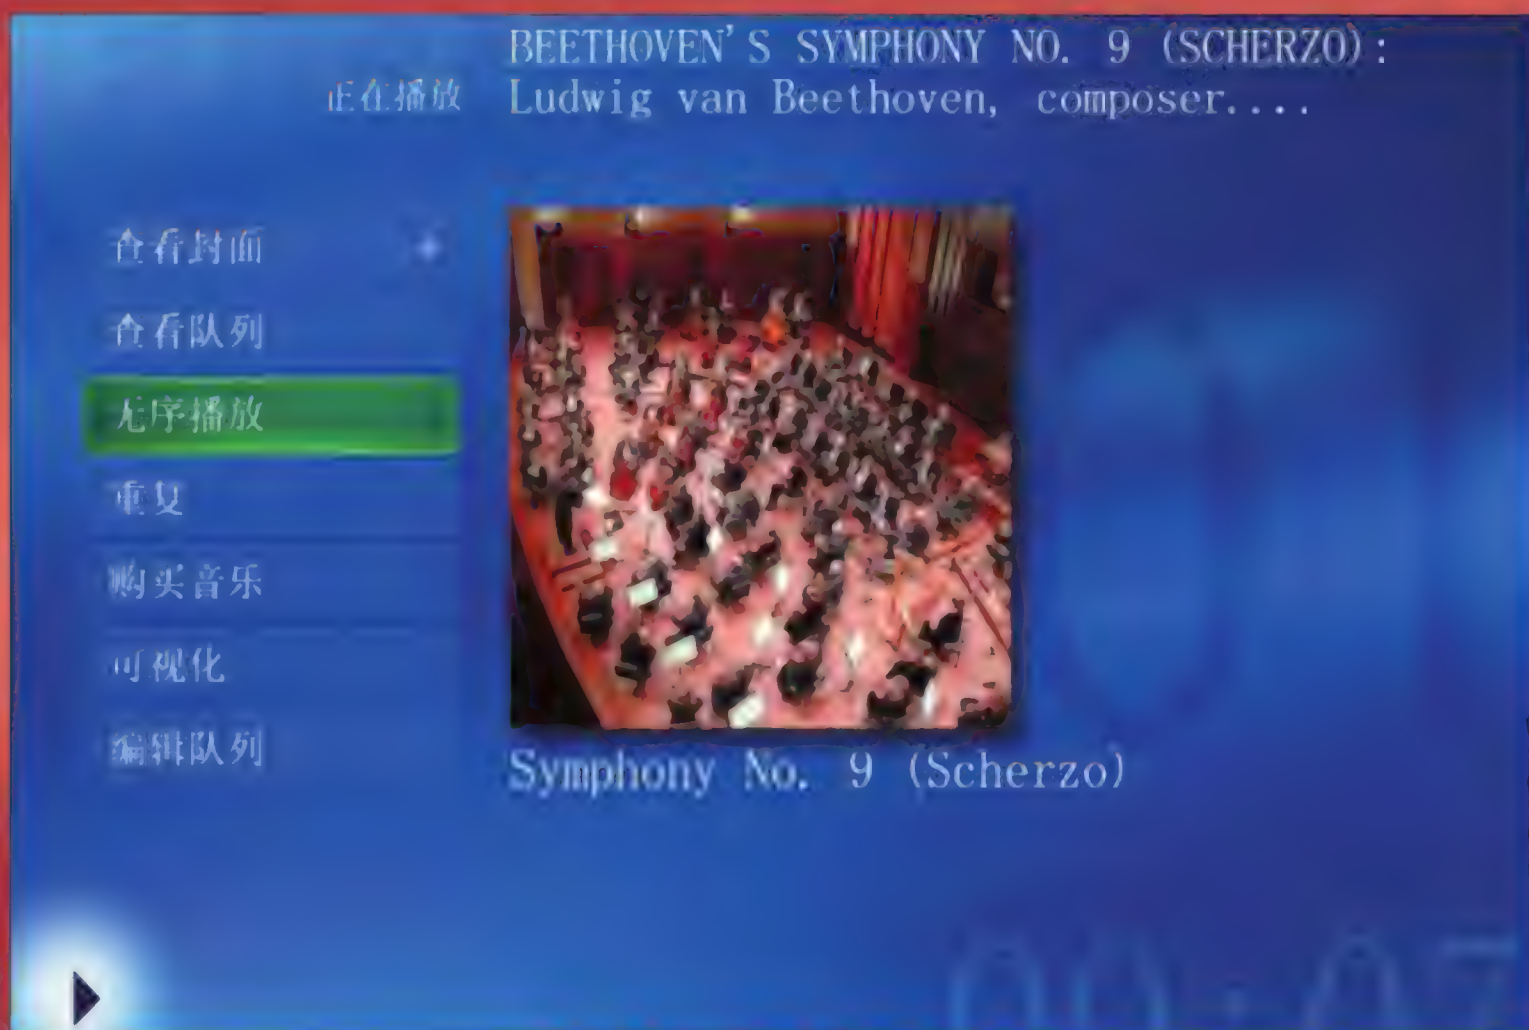 BEETHOVEN'S SYMPHONY NO. 9 (SCHERZO):
正在播放
Ludwig van Beethoven, composer....
查看封面
查看队列
无序播放
重复
购买音乐
可视化
编辑队列
Symphony No. 9 (Scherzo)
00:07